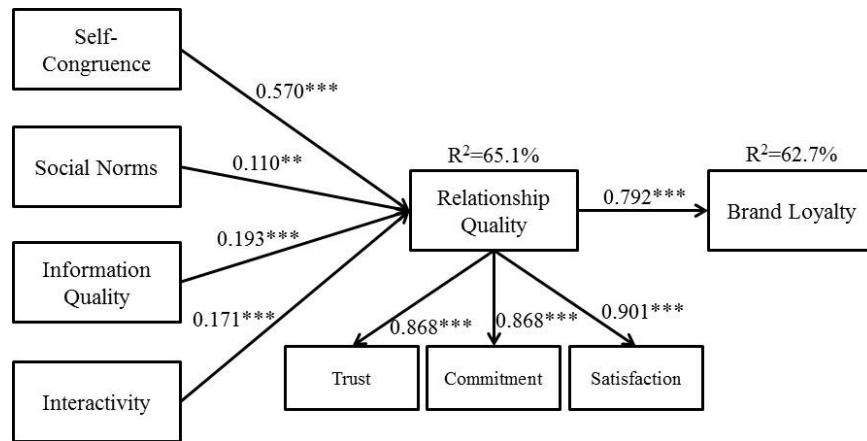 Self-
Congruence
0.570***
Social Norms
0.110**
Information
Quality
0.193***
Interactivity
0.171***
R²=65.1%
Relationship
Quality
0.792***
R²=62.7%
Brand Loyalty
0.868***
0.868***
0.901***
Trust
Commitment
Satisfaction